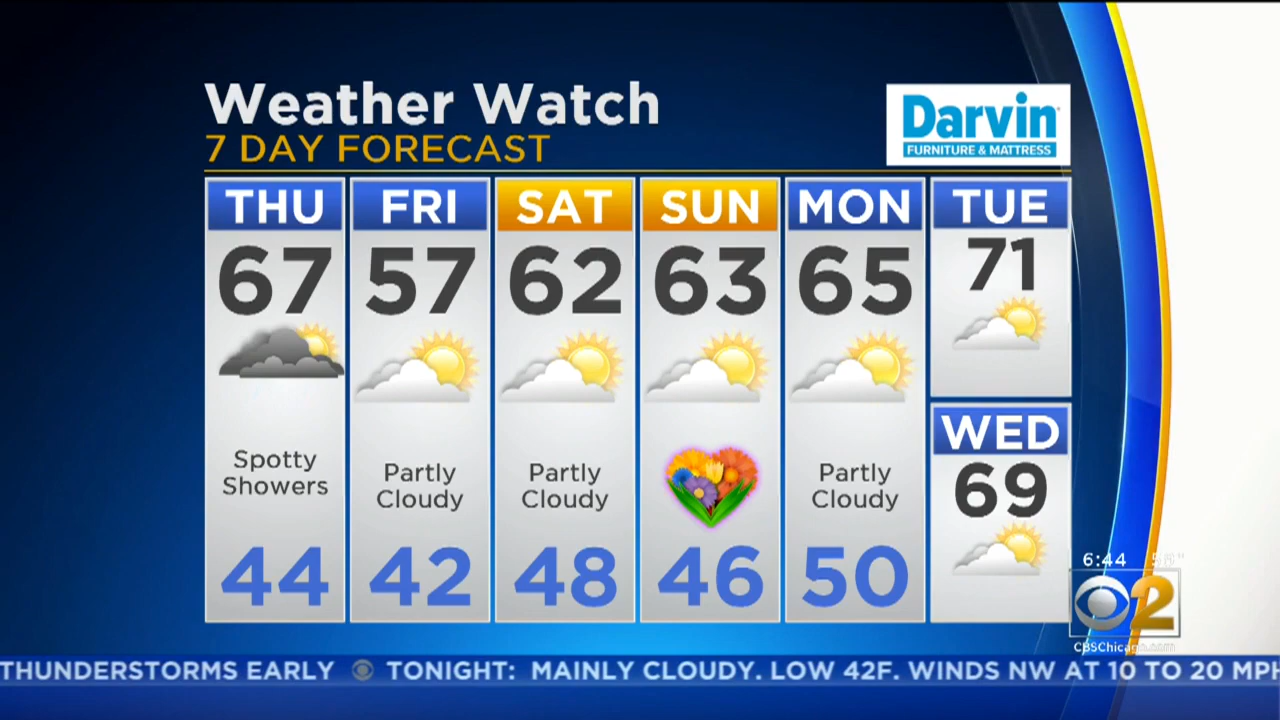 Weather Watch
7 DAY FORECAST
Darvin
FURNITURE & MATTRESS
THU
67
Spotty
Showers
44
FRI
57
Partly
Cloudy
42
SAT
62
Partly
Cloudy
48
SUN
63
46
MON
65
Partly
Cloudy
50
TUE
71
WED
69
6:44
2
CBSChicago.com
THUNDERSTORMS EARLY TONIGHT: MAINLY CLOUDY. LOW 42F. WINDS NW AT 10 TO 20 MPH